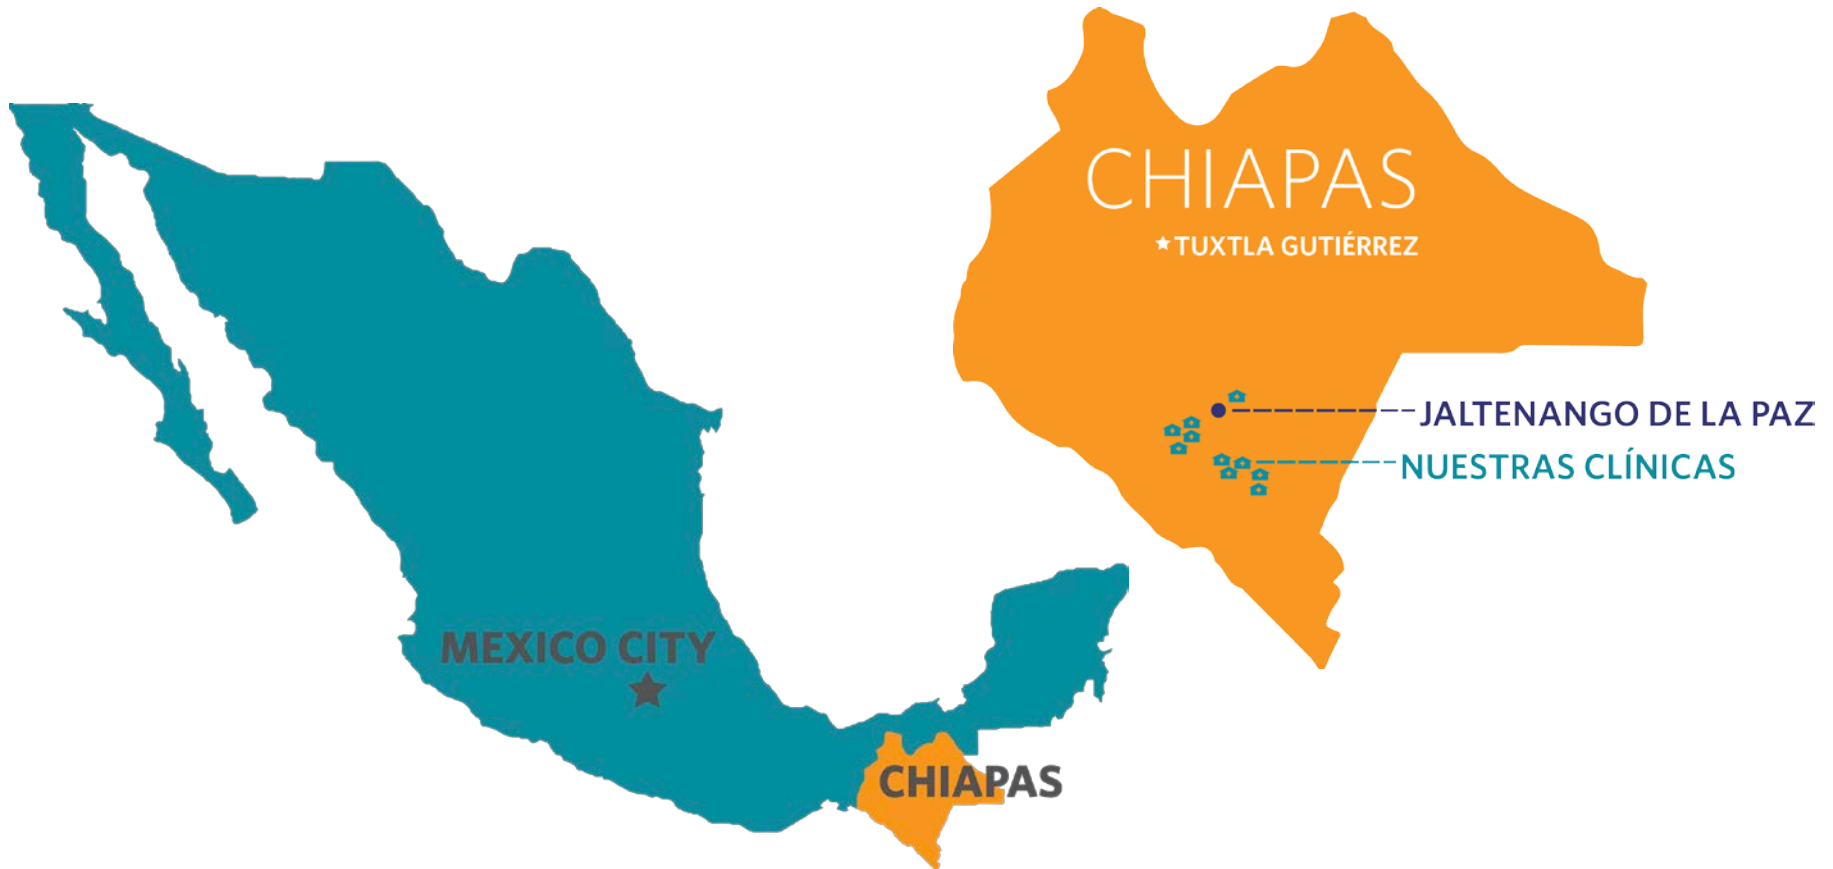 MEXICO CITY
CHIAPAS
CHIAPAS
TUXTLA GUTIÉRREZ
JALTENANGO DE LA PAZ
NUESTRAS CLÍNICAS